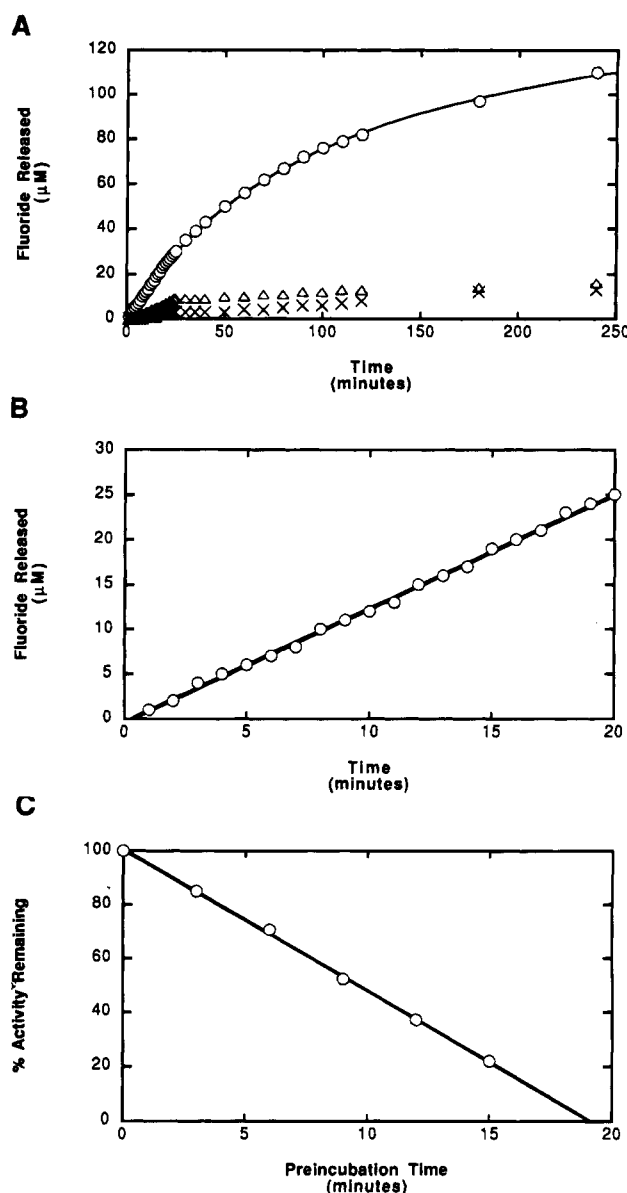 A
120
100
80
60
40
20
0
Fluoride Released
(μM)
0 50 100 150 200 250
Time
(minutes)
B
30
25
20
15
10
5
0
Fluoride Released
(μM)
0 5 10 15 20
Time
(minutes)
C
100
80
60
40
20
0
% Activity Remaining
0 5 10 15 20
Preincubation Time
(minutes)